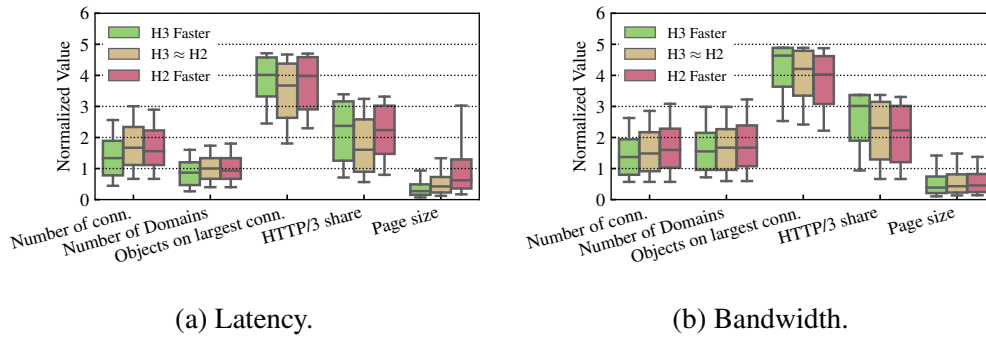 6
5
4
3
2
1
0
Normalized Value
H3 Faster
H3 ≈ H2
H2 Faster
Number of conn.
Number of Domains
Objects on largest conn.
HTTP/3 share
Page size
(a) Latency.
6
5
4
3
2
1
0
Normalized Value
H3 Faster
H3 ≈ H2
H2 Faster
Number of conn.
Number of Domains
Objects on largest conn.
HTTP/3 share
Page size
(b) Bandwidth.